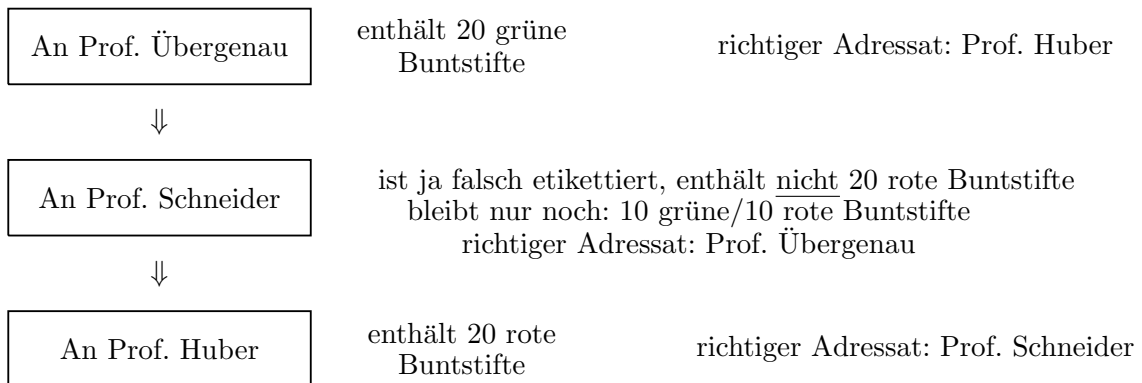 An Prof. Übergenau
enthält 20 grüne
Buntstifte
richtiger Adressat: Prof. Huber
⇓
An Prof. Schneider
ist ja falsch etikettiert, enthält nicht 20 rote Buntstifte
bleibt nur noch: 10 grüne/10 rote Buntstifte
richtiger Adressat: Prof. Übergenau
⇓
An Prof. Huber
enthält 20 rote
Buntstifte
richtiger Adressat: Prof. Schneider